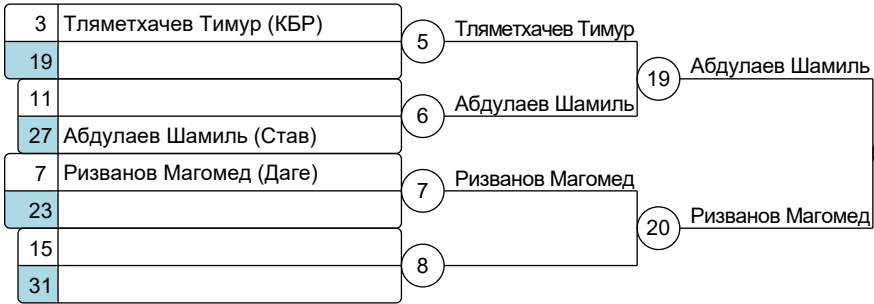 3 Тляметхачев Тимур (КБР)
5 Тляметхачев Тимур
19
19 Абдулаев Шамиль
11
6 Абдулаев Шамиль
27 Абдулаев Шамиль (Став)
7 Ризванов Магомед (Даге)
7 Ризванов Магомед
23
20 Ризванов Магомед
15
8
31